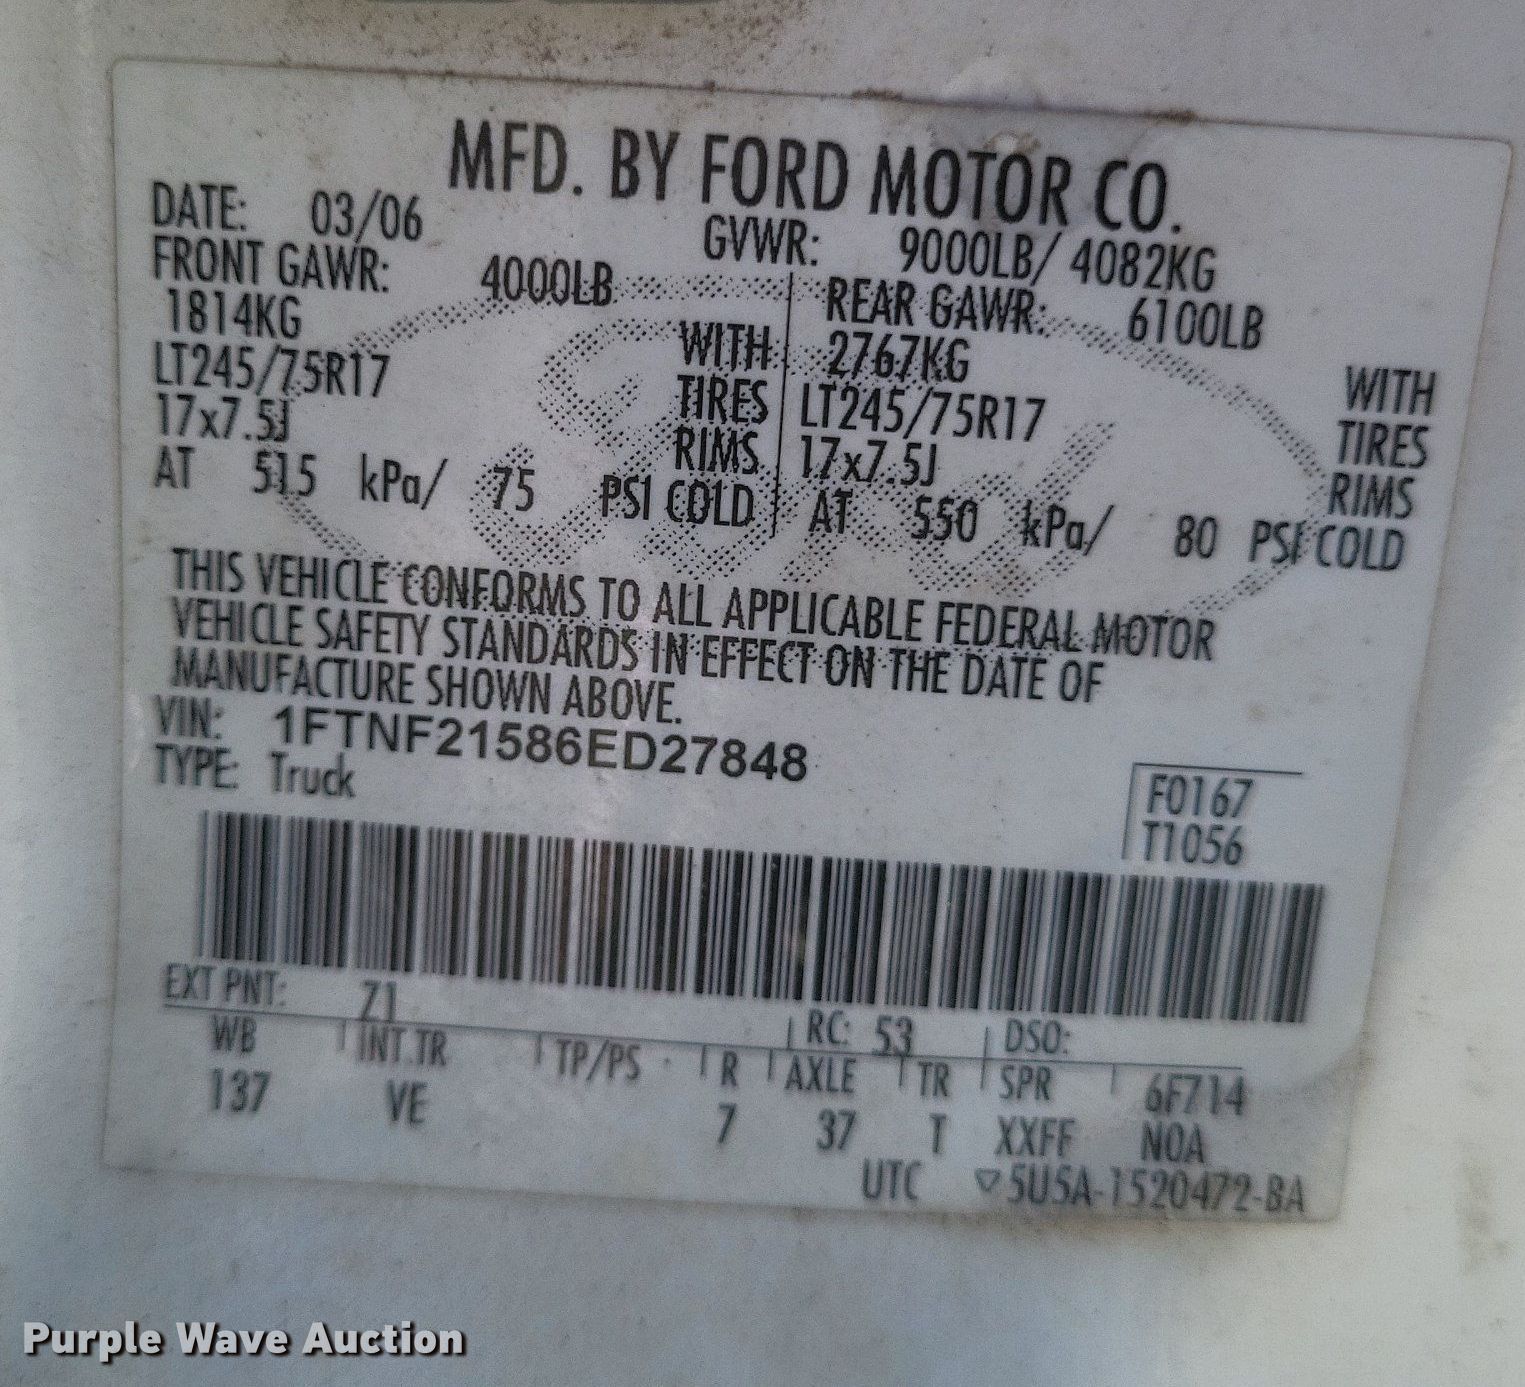 MFD. BY FORD MOTOR CO.
DATE: 03/06 GVWR: 9000LB/ 4082KG
FRONT GAWR: 4000LB REAR GAWR: 6100LB
1814KG WITH 2767KG WITH
LT245/75R17 TIRES LT245/75R17 TIRES
17x7.5J RIMS 17x7.5J RIMS
AT 515 kPa/ 75 PSI COLD AT 550 kPa/ 80 PSI COLD
THIS VEHICLE CONFORMS TO ALL APPLICABLE FEDERAL MOTOR
VEHICLE SAFETY STANDARDS IN EFFECT ON THE DATE OF
MANUFACTURE SHOWN ABOVE.
VIN: 1FTNF21586ED27848
TYPE: Truck
F0167
T1056
EXT PNT: Z1 RC: 53 DSO:
WB INT TR TP/PS R AXLE TR SPR 6F714
137 VE 7 37 T XXFF NOA
UTC ▽5U5A-1520472-BA
Ford
Purple Wave Auction